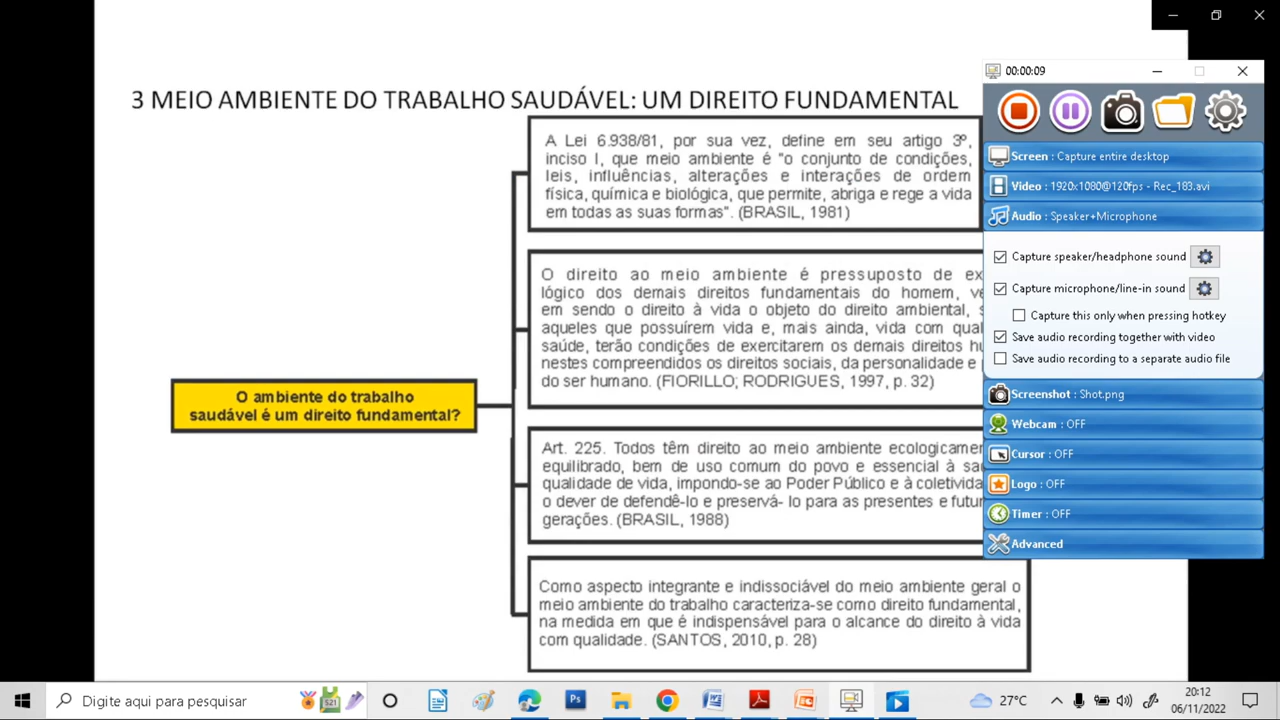 3 MEIO AMBIENTE DO TRABALHO SAUDÁVEL: UM DIREITO FUNDAMENTAL
A Lei 6.938/81, por sua vez, define em seu artigo 3º,
inciso I, que meio ambiente é "o conjunto de condições,
leis, influências, alterações e interações de ordem
física, química e biológica, que permite, abriga e rege a vida
em todas as suas formas". (BRASIL, 1981)
O direito ao meio ambiente é pressuposto de ex
lógico dos demais direitos fundamentais do homem, ve
em sendo o direito à vida o objeto do direito ambiental, s
aqueles que possuírem vida e, mais ainda, vida com qual
saúde, terão condições de exercitarem os demais direitos hu
nestes compreendidos os direitos sociais, da personalidade e p
do ser humano. (FIORILLO; RODRIGUES, 1997, p. 32)
O ambiente do trabalho
saudável é um direito fundamental?
Art. 225. Todos têm direito ao meio ambiente ecologicamen
equilibrado, bem de uso comum do povo e essencial à sa
qualidade de vida, impondo-se ao Poder Público e à coletivida
o dever de defendê-lo e preservá- lo para as presentes e futur
gerações. (BRASIL, 1988)
Como aspecto integrante e indissociável do meio ambiente geral o
meio ambiente do trabalho caracteriza-se como direito fundamental,
na medida em que é indispensável para o alcance do direito à vida
com qualidade. (SANTOS, 2010, p. 28)
00:00:09
Screen : Capture entire desktop
Video : 1920x1080@120fps - Rec_183.avi
Audio : Speaker+Microphone
Capture speaker/headphone sound
Capture microphone/line-in sound
Capture this only when pressing hotkey
Save audio recording together with video
Save audio recording to a separate audio file
Screenshot : Shot.png
Webcam : OFF
Cursor : OFF
Logo : OFF
Timer : OFF
Advanced
Digite aqui para pesquisar
27°C
20:12
06/11/2022